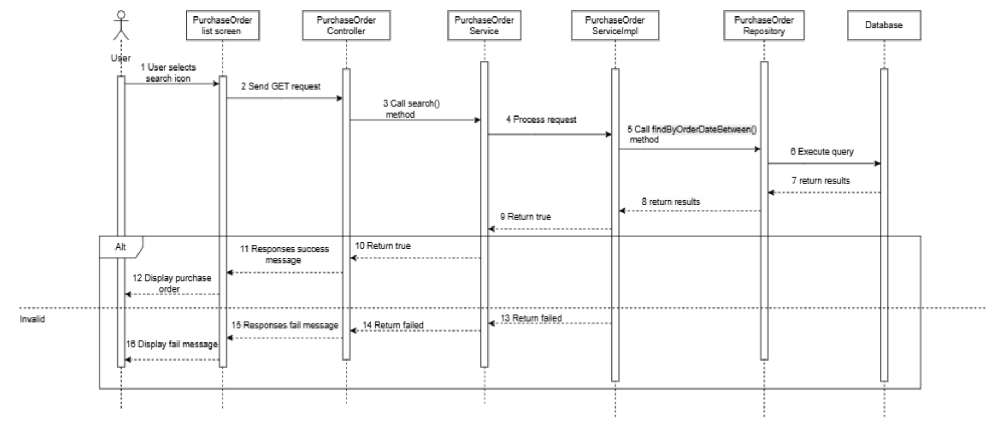 User
PurchaseOrder
list screen
PurchaseOrder
Controller
PurchaseOrder
Service
PurchaseOrder
ServiceImpl
PurchaseOrder
Repository
Database
1 User selects
search icon
2 Send GET request
3 Call search()
method
4 Process request
5 Call findByOrderDateBetween()
method
6 Execute query
7 return results
8 return results
9 Return true
Alt
10 Return true
11 Responses success
message
12 Display purchase
order
Invalid
13 Return failed
14 Return failed
15 Responses fail message
16 Display fail message